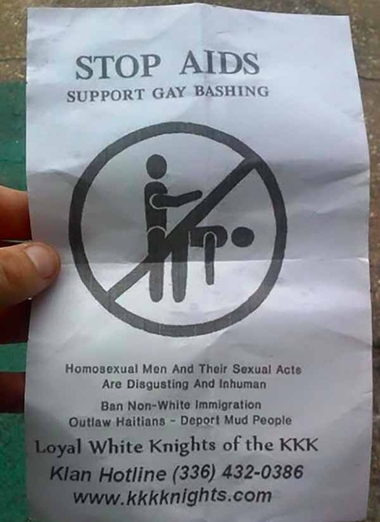 STOP AIDS
SUPPORT GAY BASHING
Homosexual Men And Their Sexual Acts
Are Disgusting And Inhuman
Ban Non-White Immigration
Outlaw Haitians - Deport Mud People
Loyal White Knights of the KKK
Klan Hotline (336) 432-0386
www.kkkknights.com